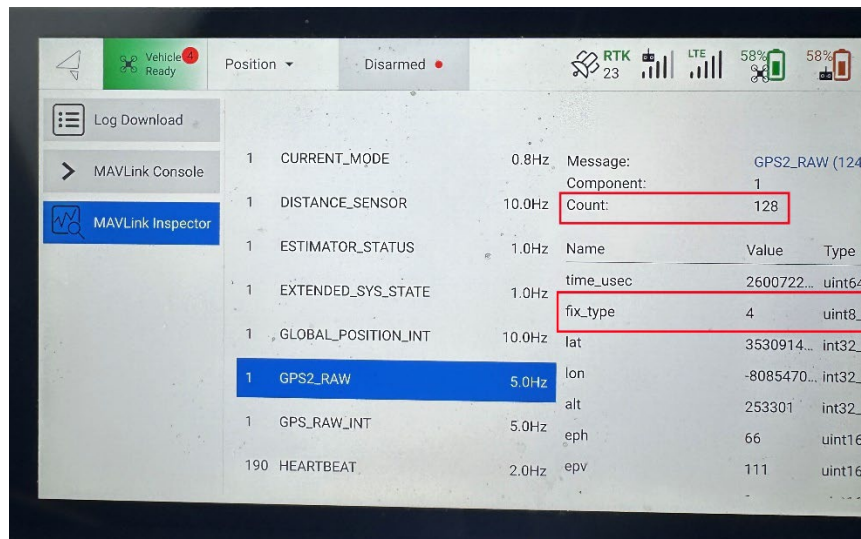 Vehicle 4
Ready
Position
Disarmed
RTK
23
LTE
58%
58%
Log Download
MAVLink Console
MAVLink Inspector
1 CURRENT_MODE 0.8Hz
1 DISTANCE_SENSOR 10.0Hz
1 ESTIMATOR_STATUS 1.0Hz
1 EXTENDED_SYS_STATE 1.0Hz
1 GLOBAL_POSITION_INT 10.0Hz
1 GPS2_RAW 5.0Hz
1 GPS_RAW_INT 5.0Hz
190 HEARTBEAT 2.0Hz
Message: GPS2_RAW (124
Component: 1
Count: 128
Name Value Type
time_usec 2600722... uint64
fix_type 4 uint8_
lat 3530914... int32_
lon -8085470... int32_
alt 253301 int32_
eph 66 uint16
epv 111 uint16